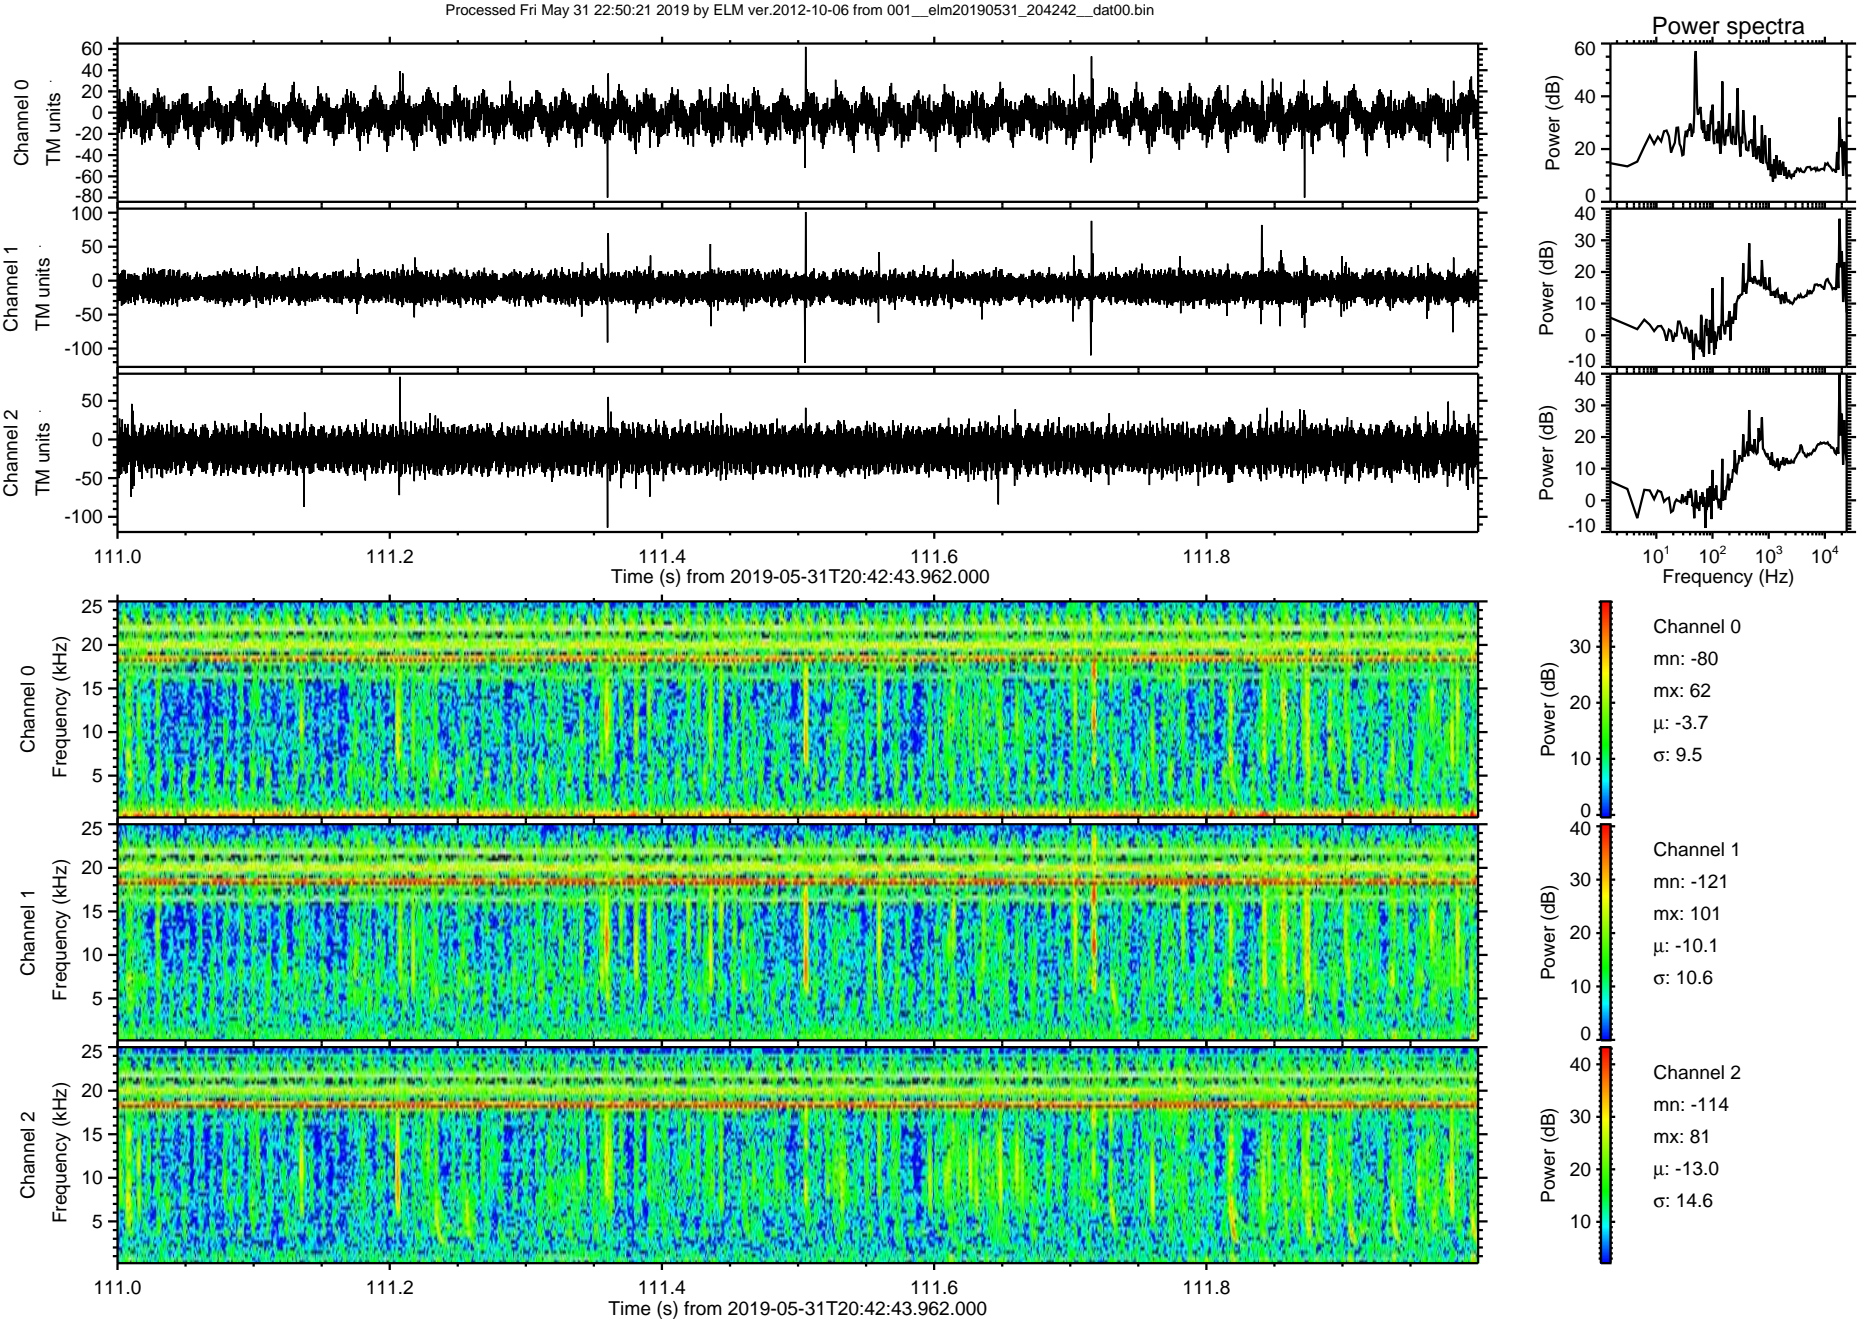 Processed Fri May 31 22:50:21 2019 by ELM ver.2012-10-06 from 001__elm20190531_204242__dat00.bin
Power spectra
Channel 0
TM units
60
40
20
0
-20
-40
-60
-80
Power (dB)
60
40
20
0
Channel 1
TM units
100
50
0
-50
-100
Power (dB)
40
30
20
10
0
-10
Channel 2
TM units
50
0
-50
-100
Power (dB)
40
30
20
10
0
-10
111.0 111.2 111.4 111.6 111.8
Time (s) from 2019-05-31T20:42:43.962.000
10¹ 10² 10³ 10⁴
Frequency (Hz)
Channel 0
Frequency (kHz)
25
20
15
10
5
Power (dB)
30
20
10
0
Channel 0
mn: -80
mx: 62
µ: -3.7
σ: 9.5
Channel 1
Frequency (kHz)
25
20
15
10
5
Power (dB)
40
30
20
10
0
Channel 1
mn: -121
mx: 101
µ: -10.1
σ: 10.6
Channel 2
Frequency (kHz)
25
20
15
10
5
Power (dB)
40
30
20
10
Channel 2
mn: -114
mx: 81
µ: -13.0
σ: 14.6
111.0 111.2 111.4 111.6 111.8
Time (s) from 2019-05-31T20:42:43.962.000